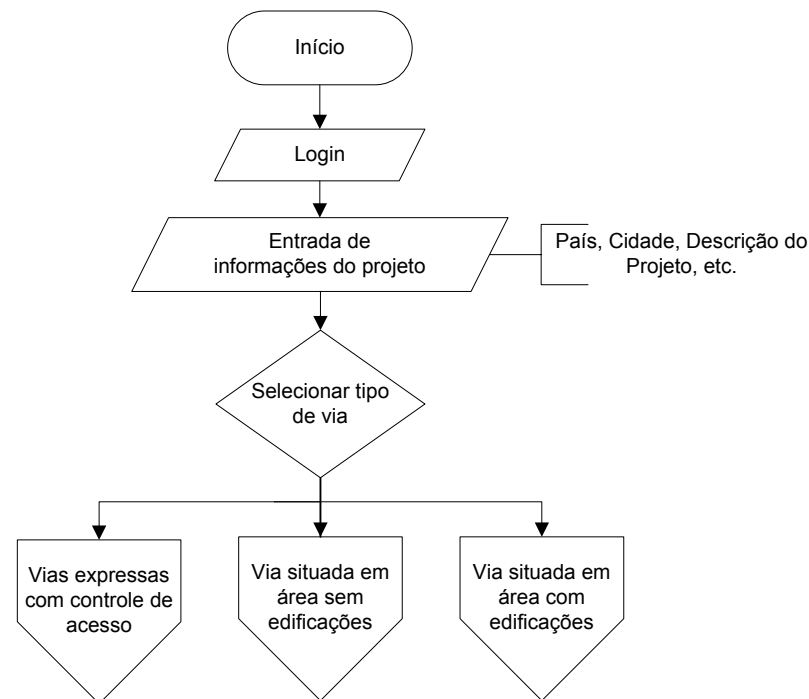 Início
Login
Entrada de
informações do projeto
País, Cidade, Descrição do
Projeto, etc.
Selecionar tipo
de via
Vias expressas
com controle de
acesso
Via situada em
área sem
edificações
Via situada em
área com
edificações